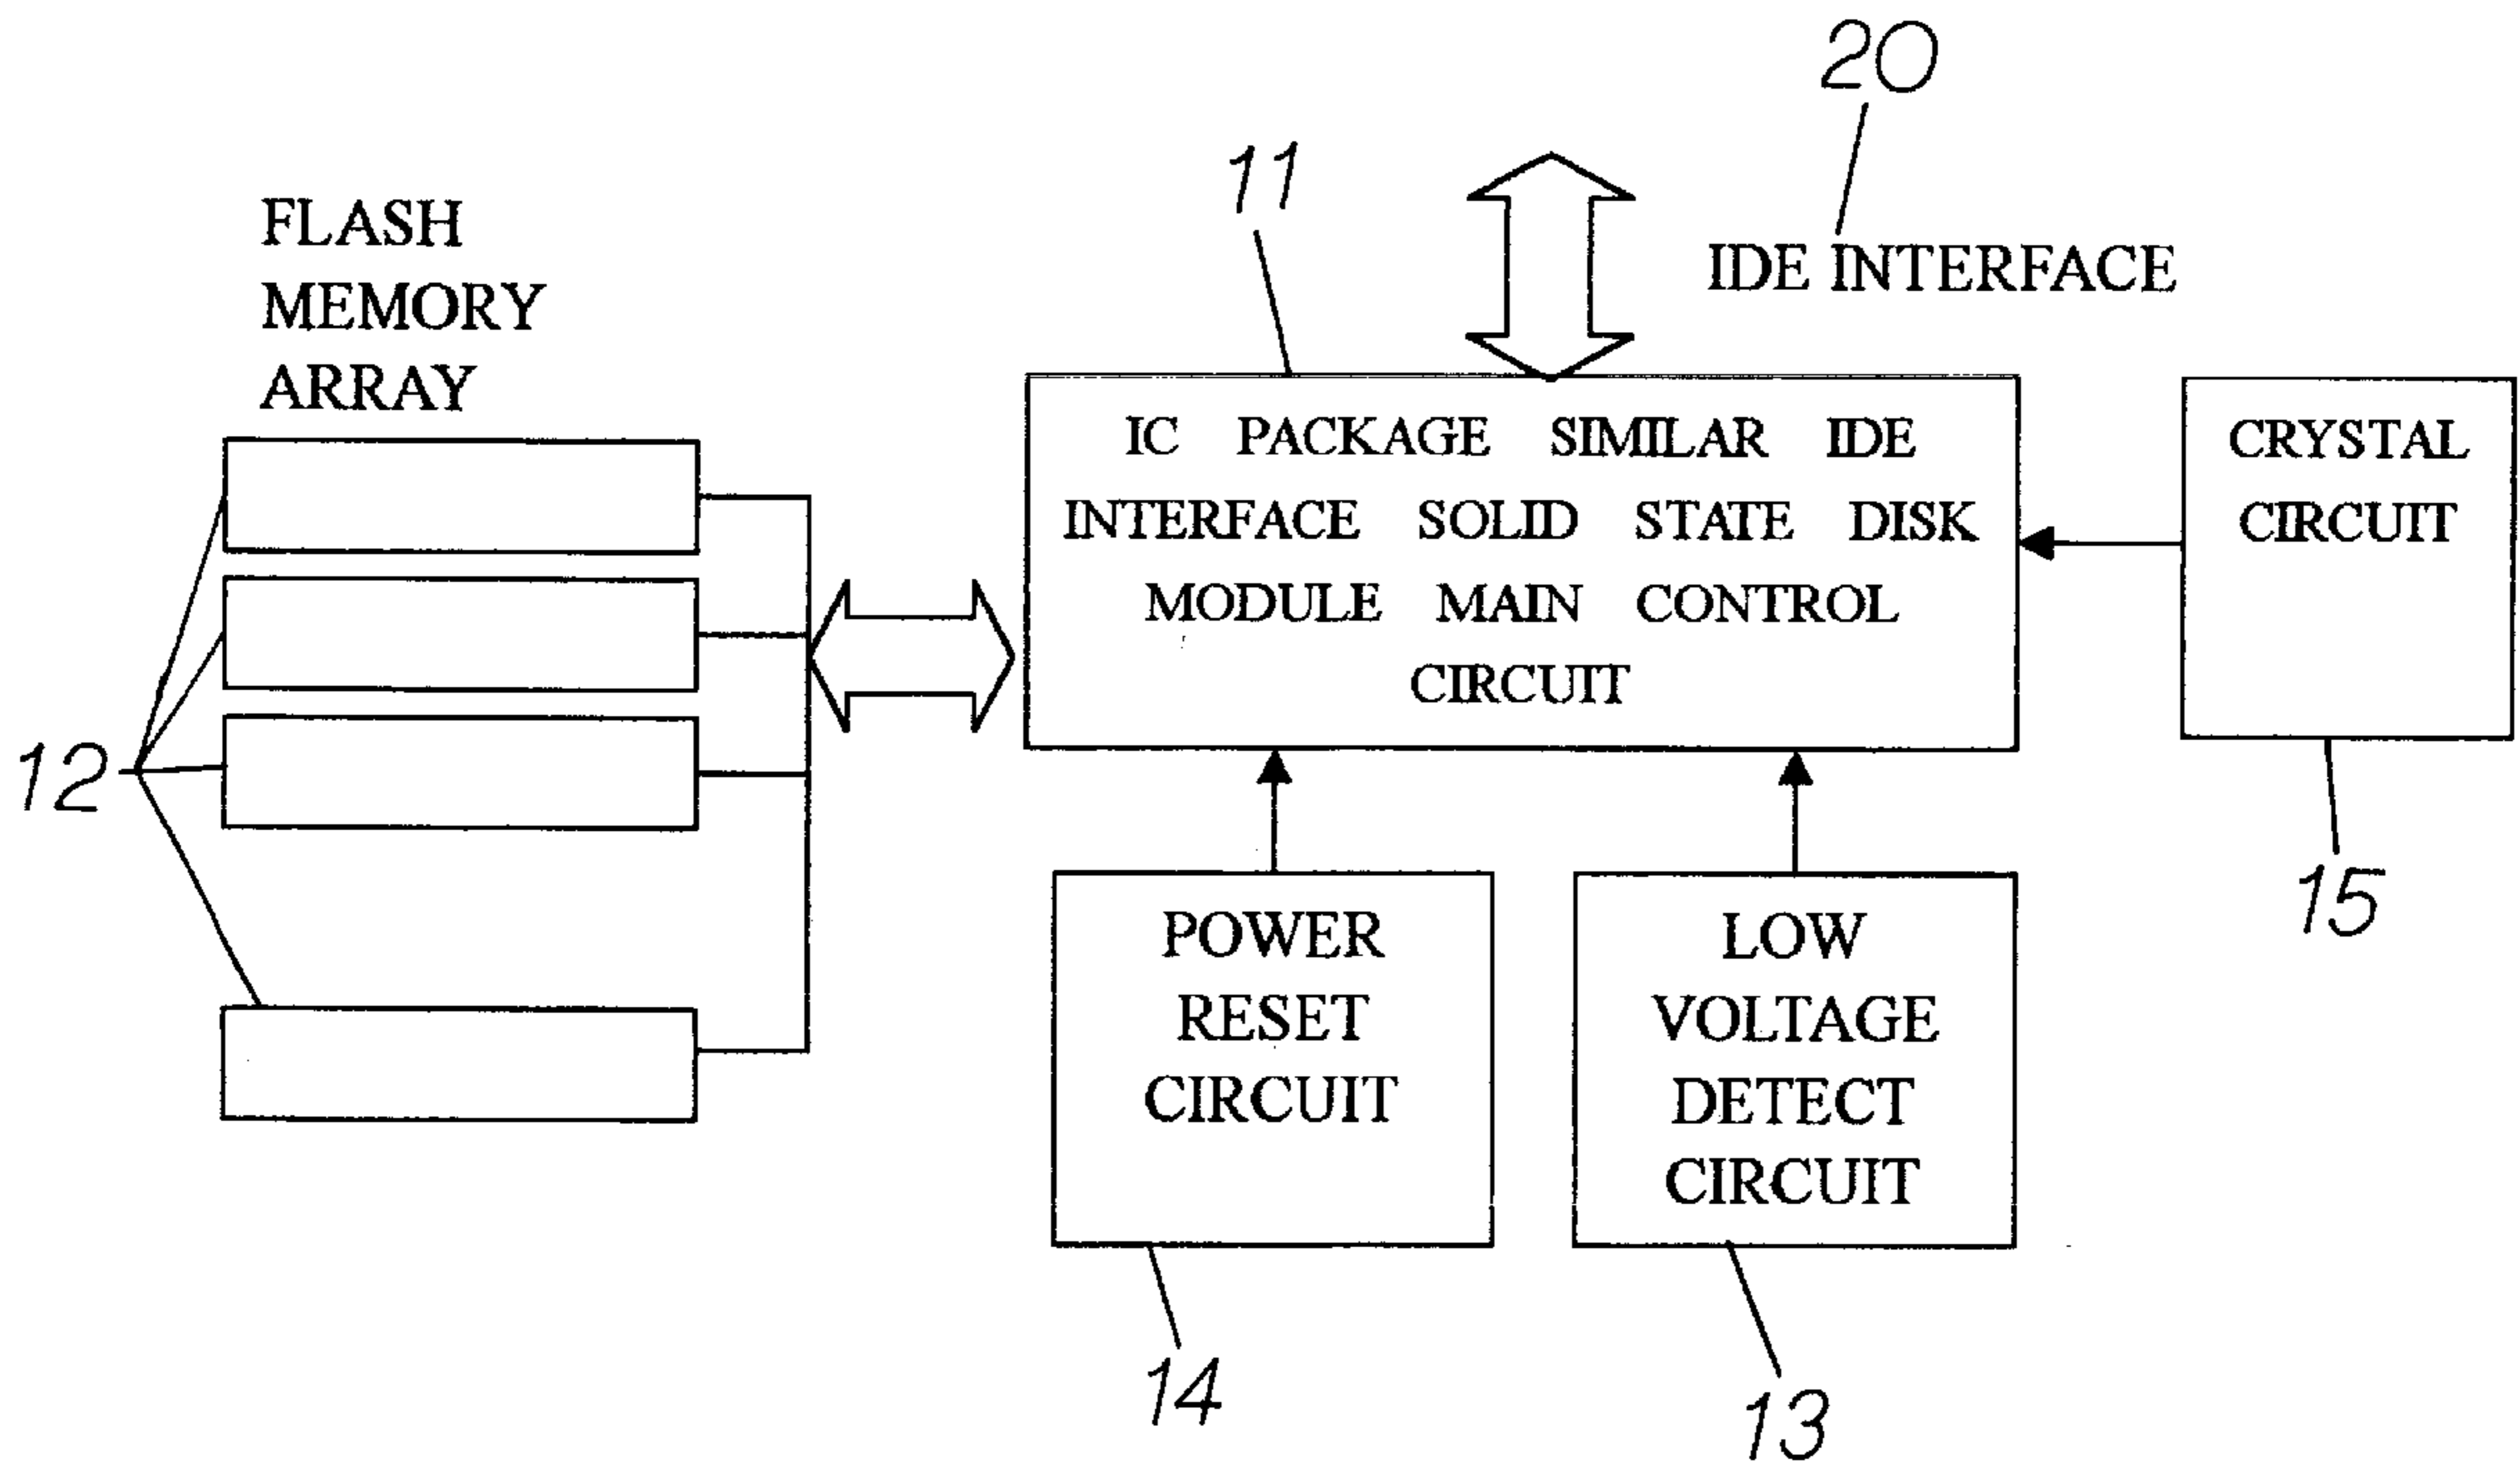 20
11
IDE INTERFACE
FLASH
MEMORY
ARRAY
IC PACKAGE SIMILAR IDE
INTERFACE SOLID STATE DISK
MODULE MAIN CONTROL
CIRCUIT
CRYSTAL
CIRCUIT
12
15
POWER
RESET
CIRCUIT
LOW
VOLTAGE
DETECT
CIRCUIT
14
13